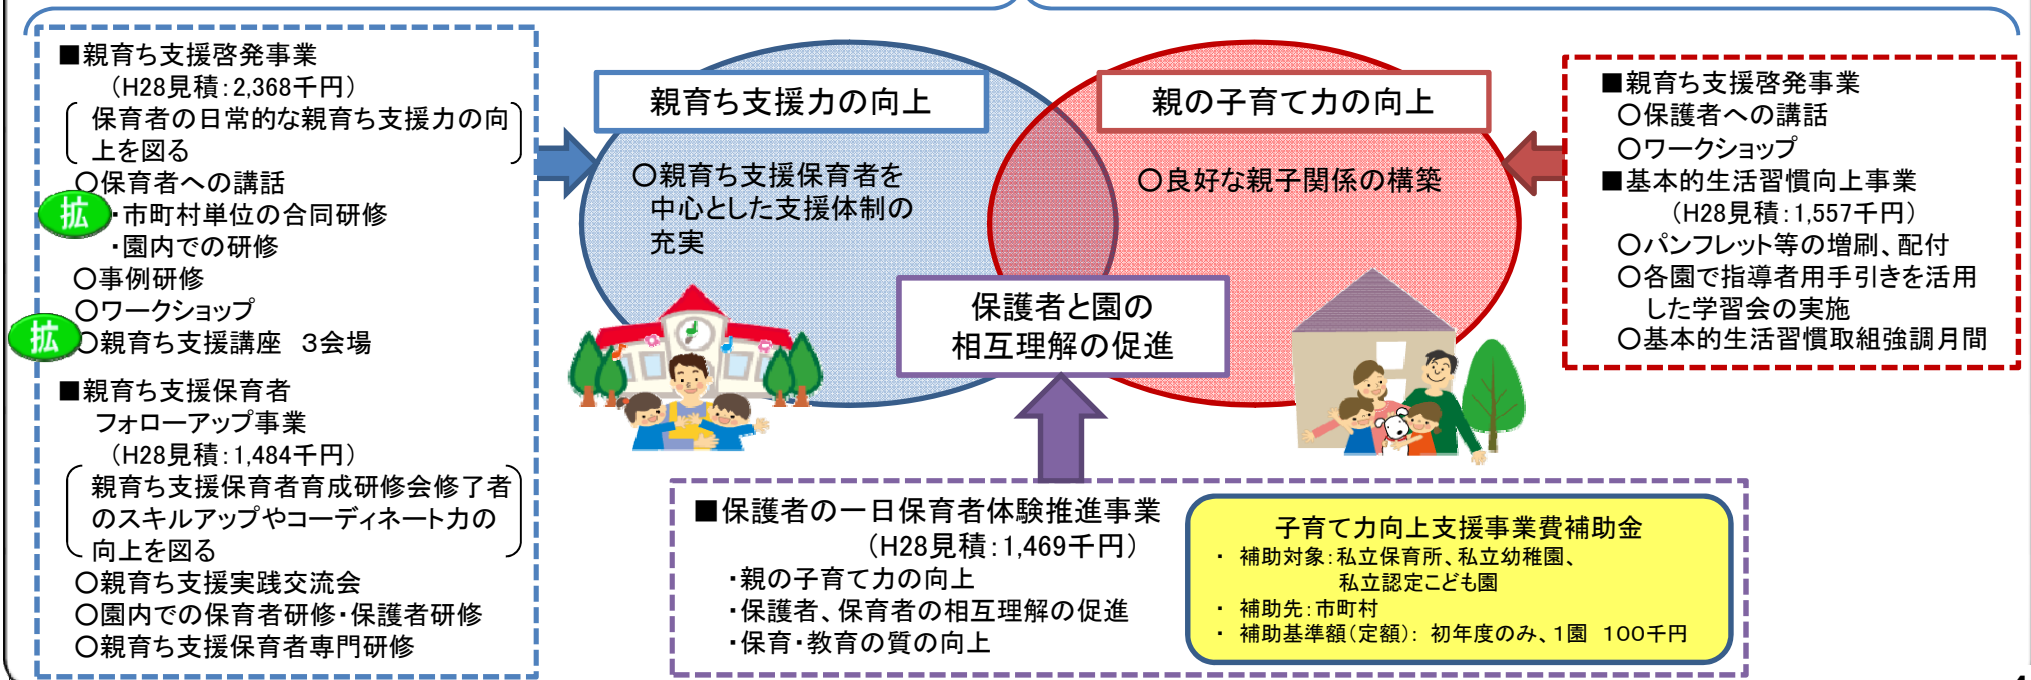 ■親育ち支援啓発事業
(H28見積:2,368千円)
保育者の日常的な親育ち支援力の向
上を図る
○保育者への講話
拡
・市町村単位の合同研修
・園内での研修
○事例研修
○ワークショップ
拡
○親育ち支援講座 3会場
■親育ち支援保育者
フォローアップ事業
(H28見積:1,484千円)
親育ち支援保育者育成研修会修了者
のスキルアップやコーディネート力の
向上を図る
○親育ち支援実践交流会
○園内での保育者研修・保護者研修
○親育ち支援保育者専門研修
親育ち支援力の向上
○親育ち支援保育者を
中心とした支援体制の
充実
親の子育て力の向上
○良好な親子関係の構築
保護者と園の
相互理解の促進
■親育ち支援啓発事業
○保護者への講話
○ワークショップ
■基本的生活習慣向上事業
(H28見積:1,557千円)
○パンフレット等の増刷、配付
○各園で指導者用手引きを活用
した学習会の実施
○基本的生活習慣取組強調月間
■保護者の一日保育者体験推進事業
(H28見積:1,469千円)
・親の子育て力の向上
・保護者、保育者の相互理解の促進
・保育・教育の質の向上
子育て力向上支援事業費補助金
・ 補助対象:私立保育所、私立幼稚園、
私立認定こども園
・ 補助先:市町村
・ 補助基準額(定額): 初年度のみ、1園 100千円